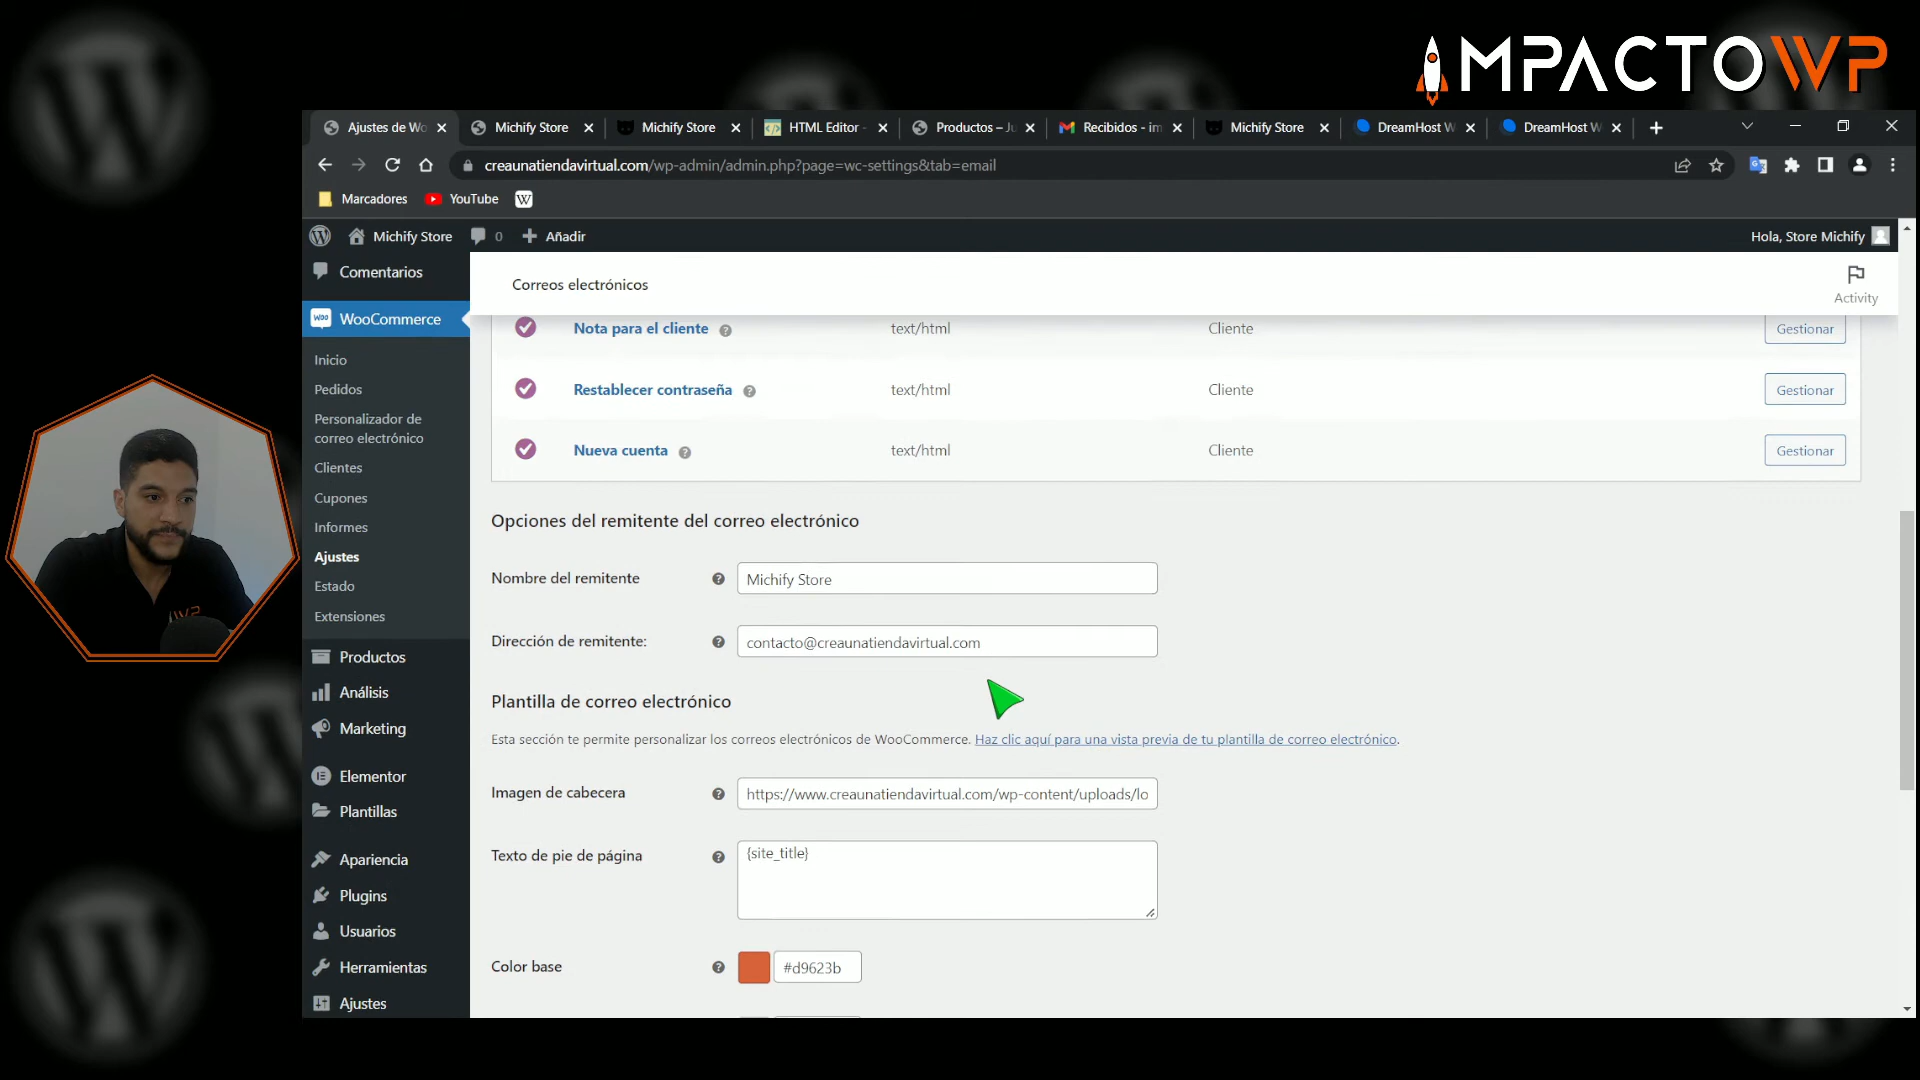 IMPACTOWP
Ajustes de Wo
Michify Store
Michify Store
HTML Editor -
Productos – Ju
Recibidos - im
Michify Store
DreamHost W
DreamHost W
creaunatiendavirtual.com/wp-admin/admin.php?page=wc-settings&tab=email
Marcadores
YouTube
W
Michify Store
0
Añadir
Hola, Store Michify
Comentarios
WooCommerce
Inicio
Pedidos
Personalizador de
correo electrónico
Clientes
Cupones
Informes
Ajustes
Estado
Extensiones
Productos
Análisis
Marketing
Elementor
Plantillas
Apariencia
Plugins
Usuarios
Herramientas
Ajustes
Correos electrónicos
Activity
Nota para el cliente
text/html
Cliente
Gestionar
Restablecer contraseña
text/html
Cliente
Gestionar
Nueva cuenta
text/html
Cliente
Gestionar
Opciones del remitente del correo electrónico
Nombre del remitente
Michify Store
Dirección de remitente:
contacto@creaunatiendavirtual.com
Plantilla de correo electrónico
Esta sección te permite personalizar los correos electrónicos de WooCommerce. Haz clic aquí para una vista previa de tu plantilla de correo electrónico.
Imagen de cabecera
https://www.creaunatiendavirtual.com/wp-content/uploads/lo
Texto de pie de página
{site_title}
Color base
#d9623b